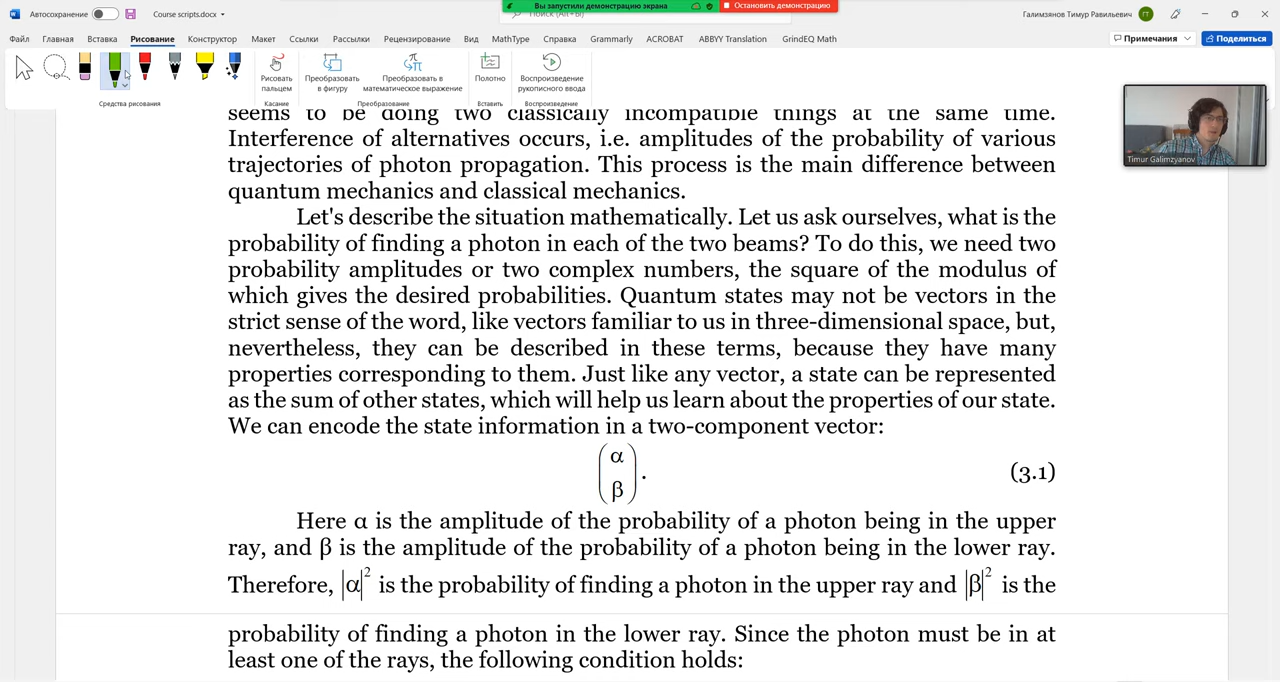 Автосохранение
Course scripts.docx
Вы запустили демонстрацию экрана
Остановить демонстрацию
Поиск (Alt+Ы)
Галимзянов Тимур Равильевич
ГТ
Файл Главная Вставка Рисование Конструктор Макет Ссылки Рассылки Рецензирование Вид MathType Справка Grammarly ACROBAT ABBYY Translation GrindEQ Math
Примечания
Поделиться
Рисовать пальцем
Преобразовать в фигуру
Преобразовать в математическое выражение
Полотно
Воспроизведение рукописного ввода
Средства рисования
Касание
Преобразование
Вставить
Воспроизведение
Timur Galimzyanov
seems to be doing two classically incompatible things at the same time.
Interference of alternatives occurs, i.e. amplitudes of the probability of various
trajectories of photon propagation. This process is the main difference between
quantum mechanics and classical mechanics.
Let's describe the situation mathematically. Let us ask ourselves, what is the
probability of finding a photon in each of the two beams? To do this, we need two
probability amplitudes or two complex numbers, the square of the modulus of
which gives the desired probabilities. Quantum states may not be vectors in the
strict sense of the word, like vectors familiar to us in three-dimensional space, but,
nevertheless, they can be described in these terms, because they have many
properties corresponding to them. Just like any vector, a state can be represented
as the sum of other states, which will help us learn about the properties of our state.
We can encode the state information in a two-component vector:
(α
β). (3.1)
Here α is the amplitude of the probability of a photon being in the upper
ray, and β is the amplitude of the probability of a photon being in the lower ray.
Therefore, |α|² is the probability of finding a photon in the upper ray and |β|² is the
probability of finding a photon in the lower ray. Since the photon must be in at
least one of the rays, the following condition holds: